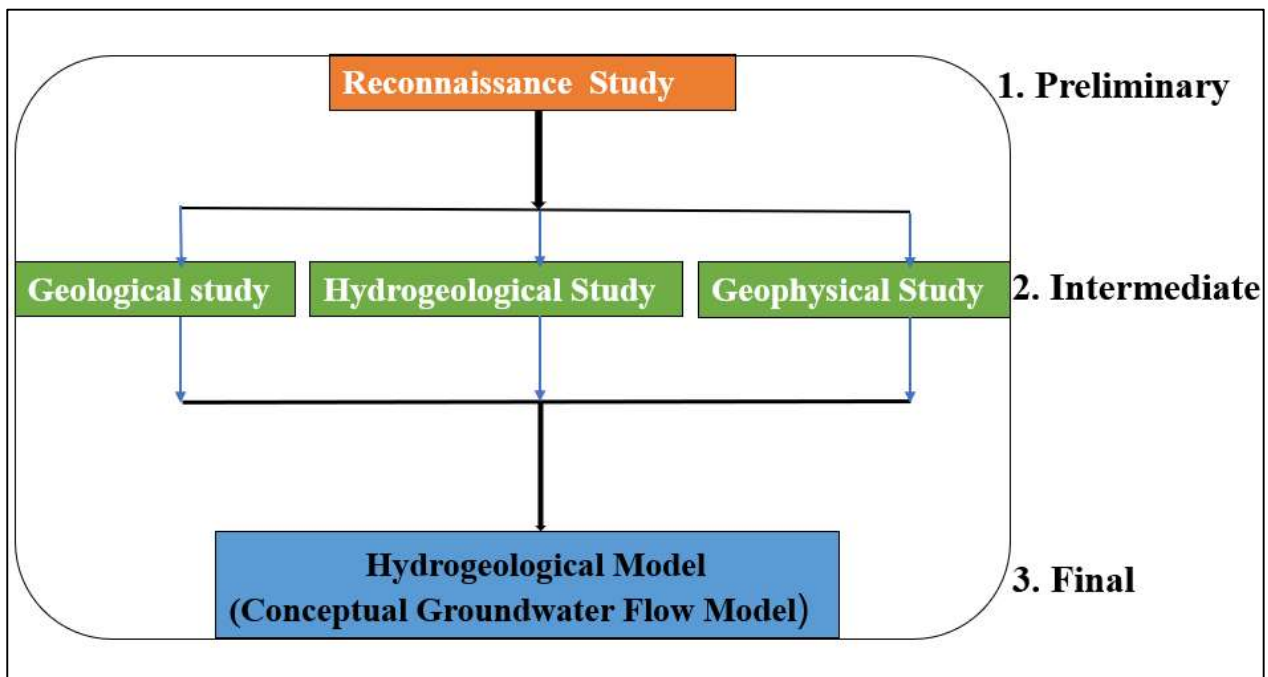 Reconnaissance Study
1. Preliminary
Geological study
Hydrogeological Study
Geophysical Study
2. Intermediate
Hydrogeological Model
(Conceptual Groundwater Flow Model)
3. Final